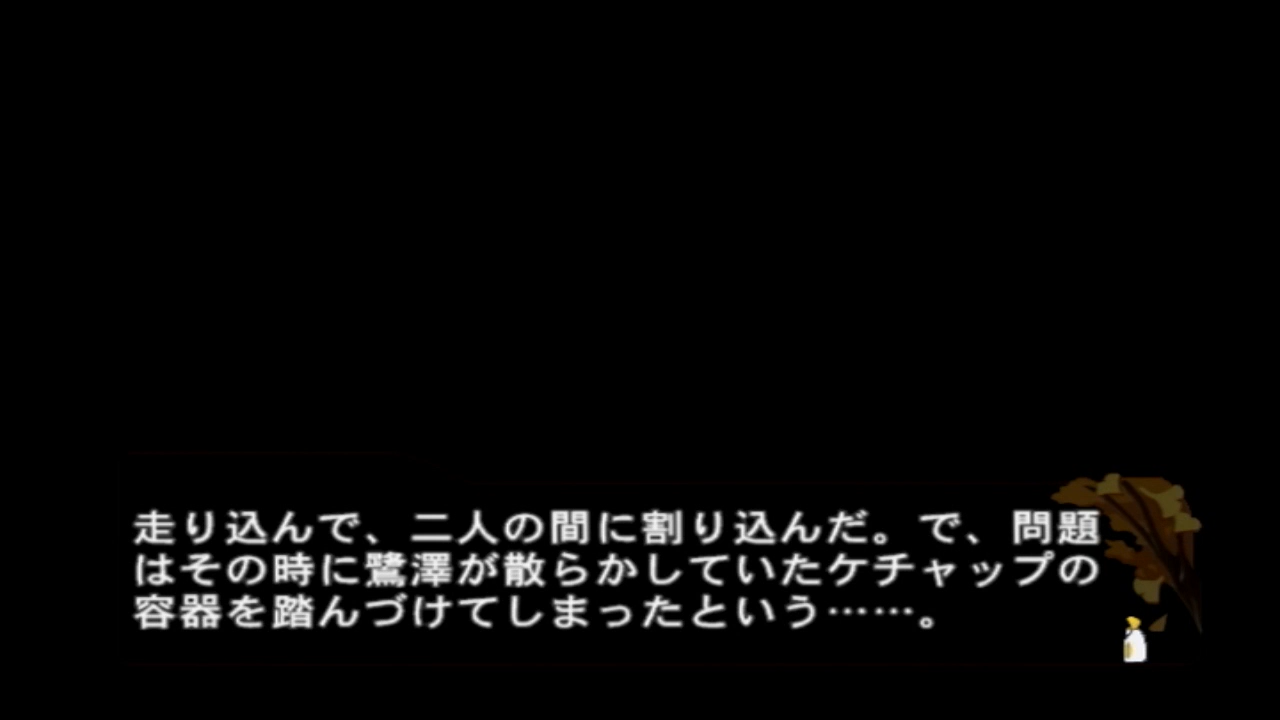 走り込んで、二人の間に割り込んだ。で、問題
はその時に鷺澤が散らかしていたケチャップの
容器を踏んづけてしまったという……。